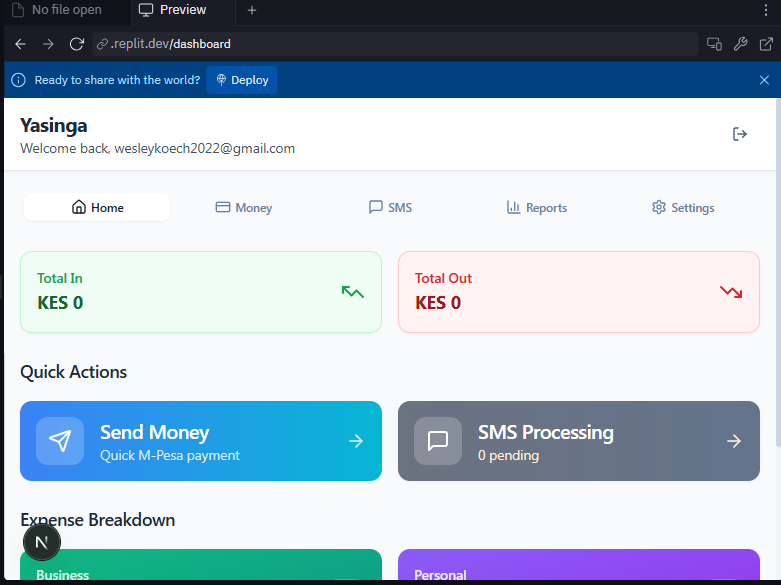 No file open
Preview
.replit.dev/dashboard
Ready to share with the world?
Deploy
Yasinga
Welcome back, wesleykoech2022@gmail.com
Home
Money
SMS
Reports
Settings
Total In
KES 0
Total Out
KES 0
Quick Actions
Send Money
Quick M-Pesa payment
SMS Processing
0 pending
Expense Breakdown
N
Business
Personal